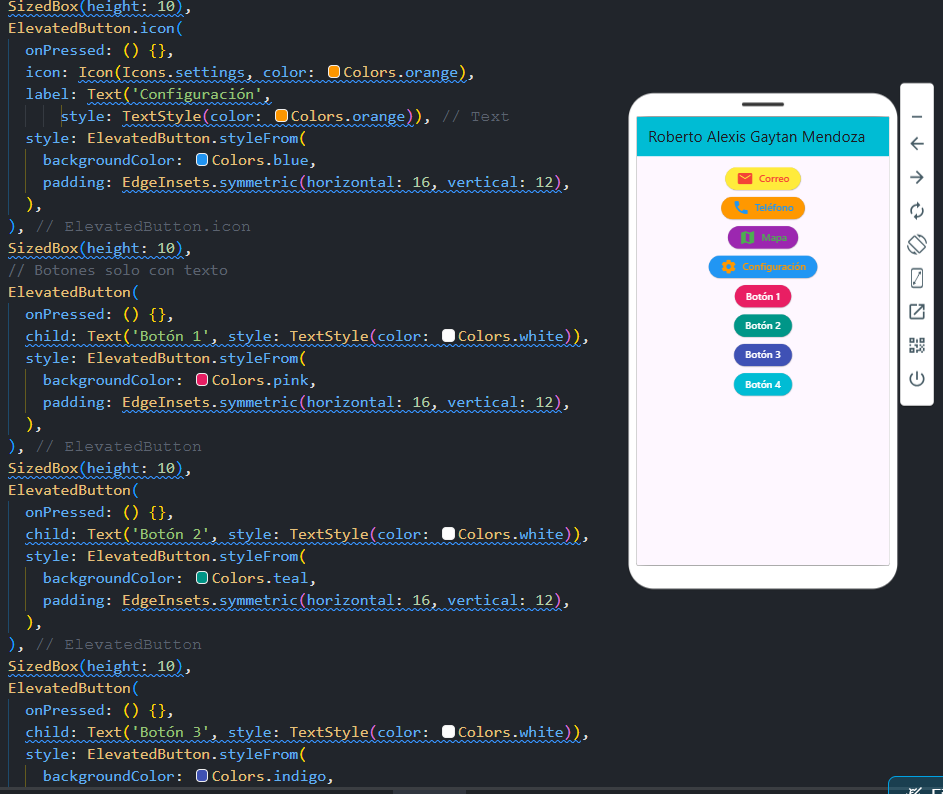 SizedBox(height: 10),
ElevatedButton.icon(
onPressed: () {},
icon: Icon(Icons.settings, color: Colors.orange),
label: Text('Configuración',
style: TextStyle(color: Colors.orange)), // Text
style: ElevatedButton.styleFrom(
backgroundColor: Colors.blue,
padding: EdgeInsets.symmetric(horizontal: 16, vertical: 12),
),
), // ElevatedButton.icon
SizedBox(height: 10),
// Botones solo con texto
ElevatedButton(
onPressed: () {},
child: Text('Botón 1', style: TextStyle(color: Colors.white)),
style: ElevatedButton.styleFrom(
backgroundColor: Colors.pink,
padding: EdgeInsets.symmetric(horizontal: 16, vertical: 12),
),
), // ElevatedButton
SizedBox(height: 10),
ElevatedButton(
onPressed: () {},
child: Text('Botón 2', style: TextStyle(color: Colors.white)),
style: ElevatedButton.styleFrom(
backgroundColor: Colors.teal,
padding: EdgeInsets.symmetric(horizontal: 16, vertical: 12),
),
), // ElevatedButton
SizedBox(height: 10),
ElevatedButton(
onPressed: () {},
child: Text('Botón 3', style: TextStyle(color: Colors.white)),
style: ElevatedButton.styleFrom(
backgroundColor: Colors.indigo,
Roberto Alexis Gaytan Mendoza
Correo
Teléfono
Mapa
Configuración
Botón 1
Botón 2
Botón 3
Botón 4